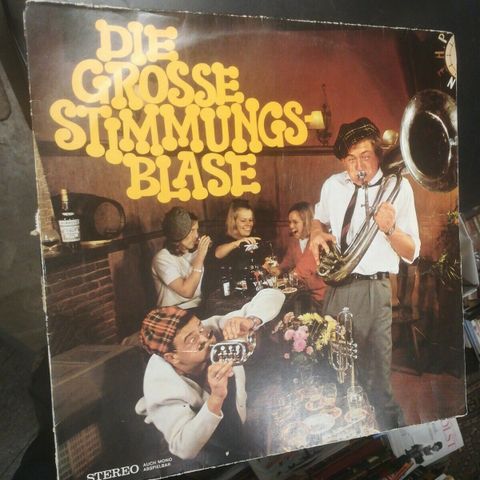 DIE
GROSSE
STIMMUNGS-
BLASE
STEREO
AUCH MONO
ABSPIELBAR